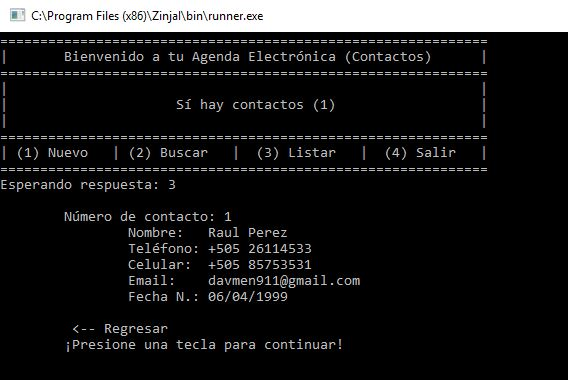 C:\Program Files (x86)\Zinjal\bin\runner.exe
============================================================
|       Bienvenido a tu Agenda Electrónica (Contactos)      |
============================================================
|                                                           |
|                     Sí hay contactos (1)                  |
|                                                           |
============================================================
| (1) Nuevo   | (2) Buscar   |  (3) Listar   |  (4) Salir   |
============================================================
Esperando respuesta: 3
Número de contacto: 1
Nombre:   Raul Perez
Teléfono: +505 26114533
Celular:  +505 85753531
Email:    davmen911@gmail.com
Fecha N.: 06/04/1999
<-- Regresar
¡Presione una tecla para continuar!